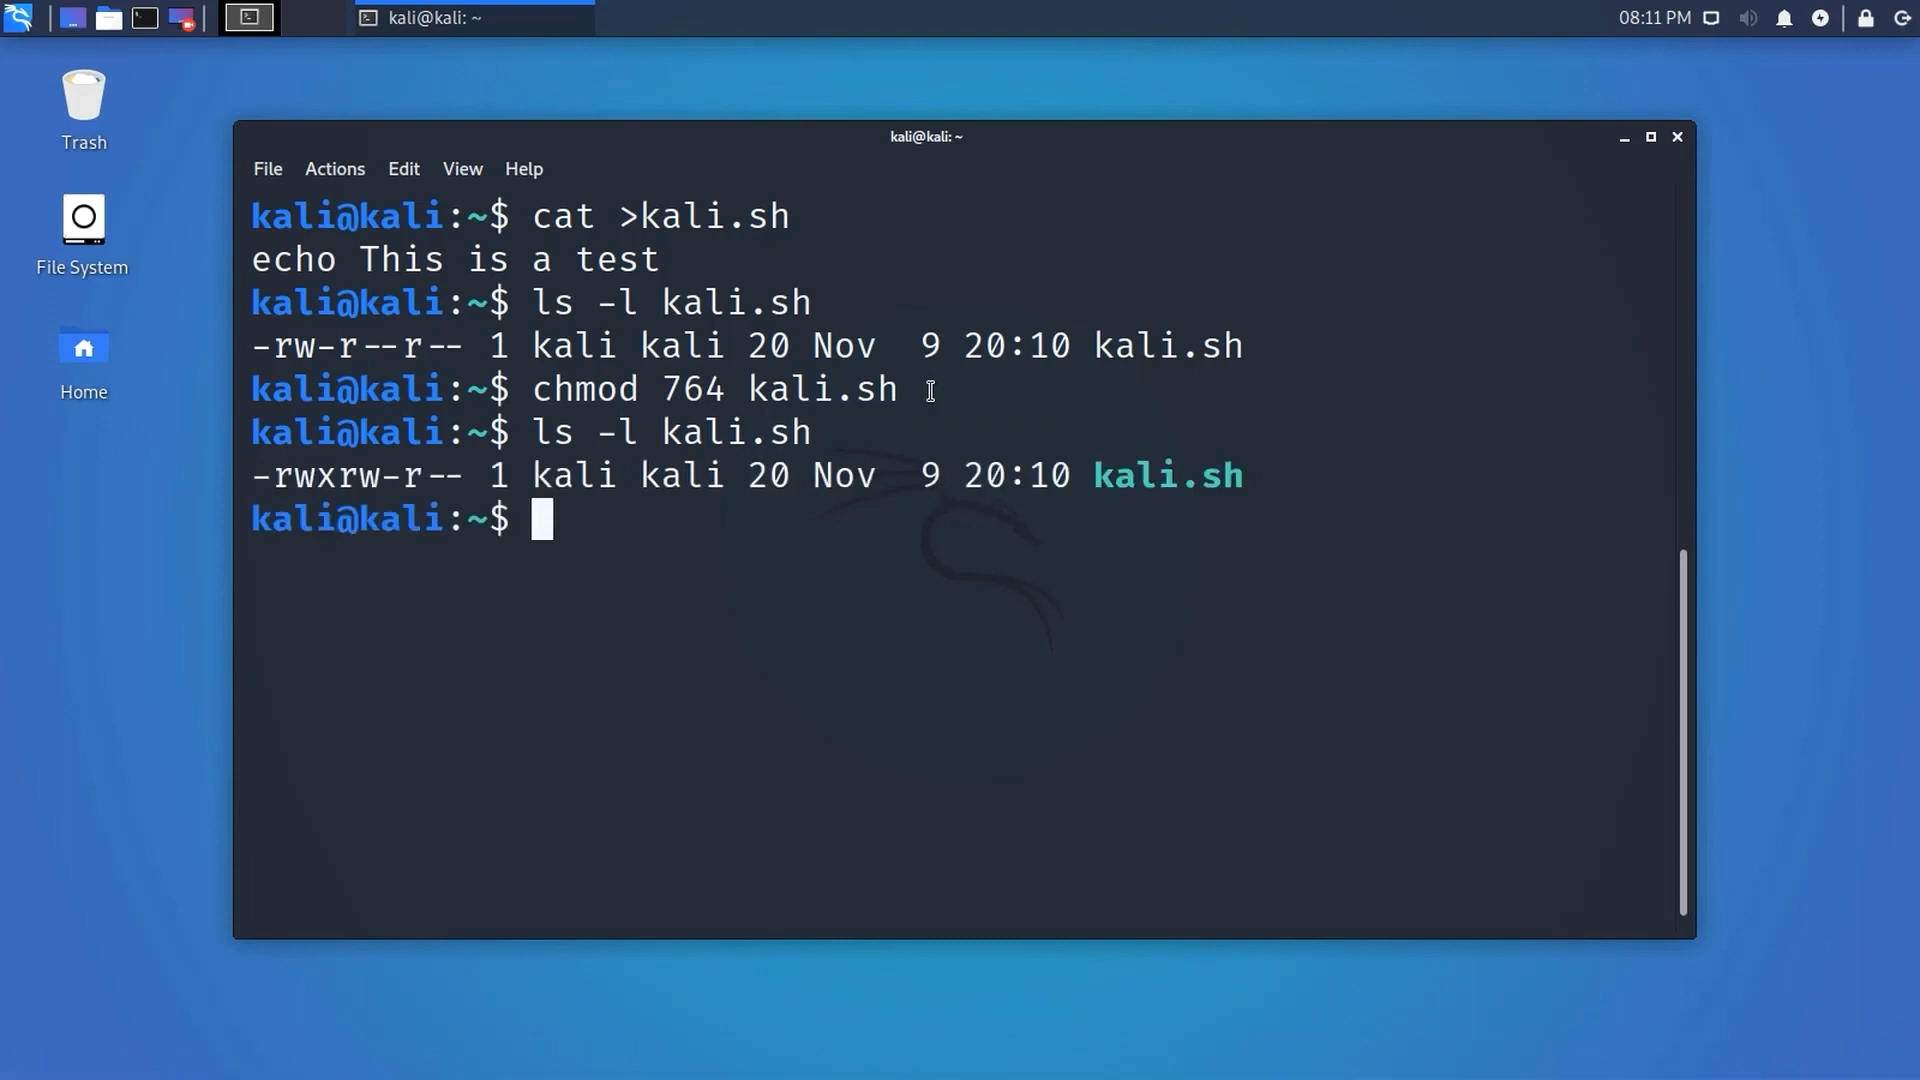 kali@kali: ~
08:11 PM
Trash
File System
Home
kali@kali: ~
File Actions Edit View Help
kali@kali:~$ cat >kali.sh
echo This is a test
kali@kali:~$ ls -l kali.sh
-rw-r--r-- 1 kali kali 20 Nov  9 20:10 kali.sh
kali@kali:~$ chmod 764 kali.sh
kali@kali:~$ ls -l kali.sh
-rwxrw-r-- 1 kali kali 20 Nov  9 20:10 kali.sh
kali@kali:~$